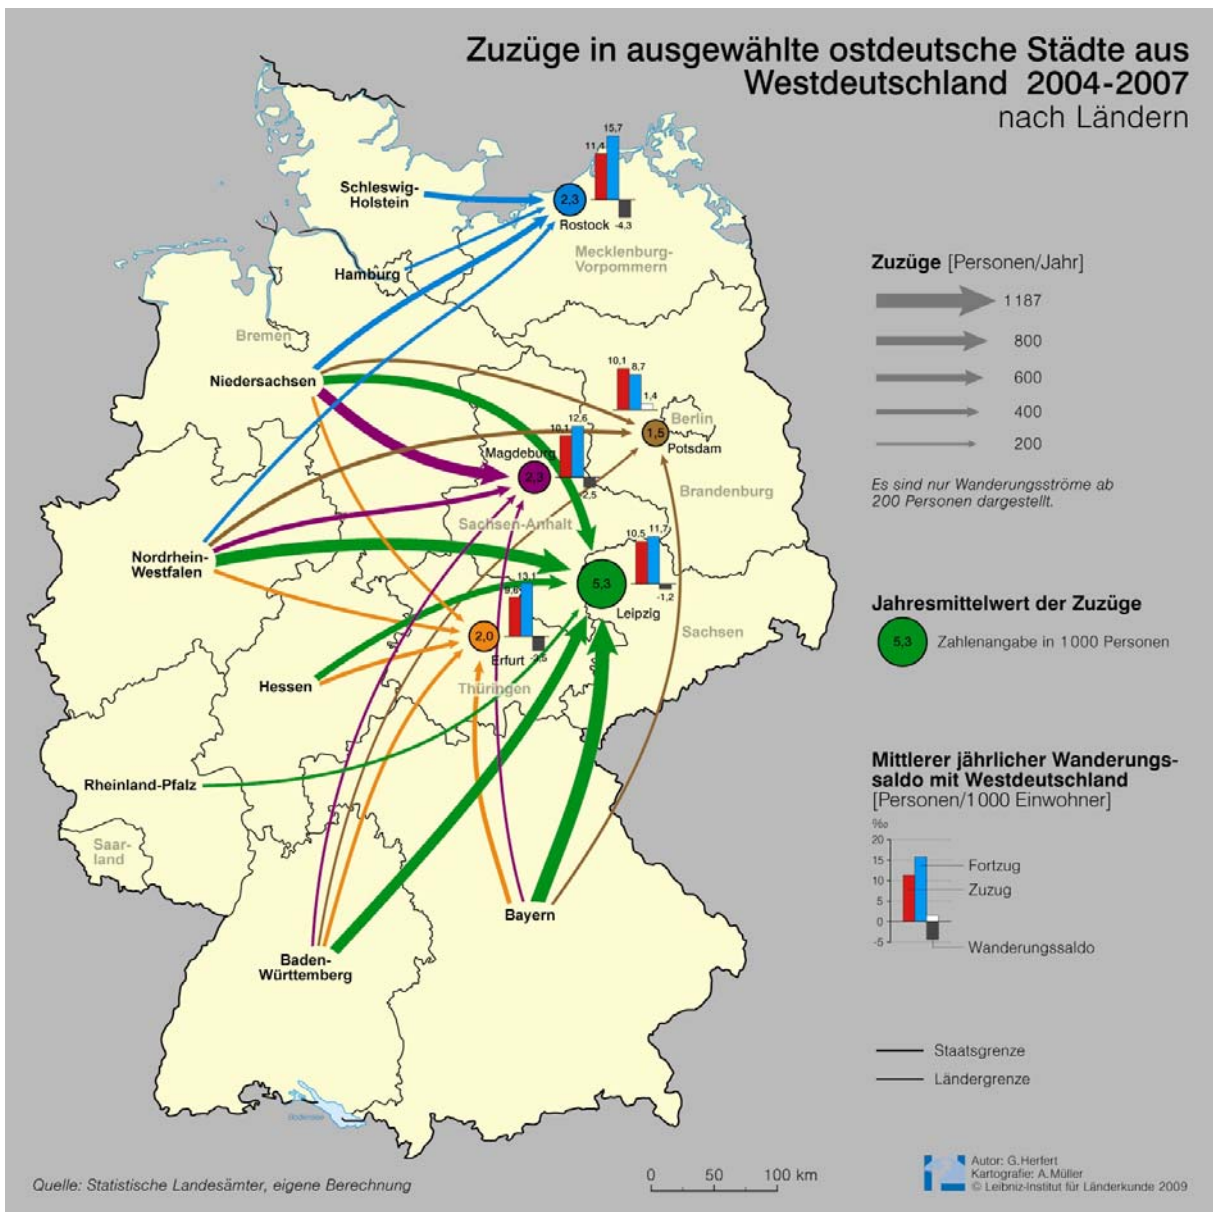 Zuzüge in ausgewählte ostdeutsche Städte aus
Westdeutschland 2004-2007
nach Ländern
15,7
11,4
Schleswig-
Holstein
2,3
Rostock -4,3
Mecklenburg-
Vorpommern
Hamburg
Bremen
Niedersachsen
10,1
8,7
1,4
Berlin
1,5
Potsdam
12,6
10,1
Magdeburg
2,3
-2,5
Brandenburg
Sachsen-Anhalt
Nordrhein-
Westfalen
10,5
11,7
5,3
-1,2
Leipzig
13,1
9,6
2,0
Erfurt -3,5
Sachsen
Hessen
Thüringen
Rheinland-Pfalz
Saar-
land
Bayern
Baden-
Württemberg
Bodensee
Zuzüge [Personen/Jahr]
1187
800
600
400
200
Es sind nur Wanderungsströme ab
200 Personen dargestellt.
Jahresmittelwert der Zuzüge
5,3 Zahlenangabe in 1000 Personen
Mittlerer jährlicher Wanderungs-
saldo mit Westdeutschland
[Personen/1000 Einwohner]
‰
20
15
10
5
0
-5
Fortzug
Zuzug
Wanderungssaldo
Staatsgrenze
Ländergrenze
Quelle: Statistische Landesämter, eigene Berechnung
0 50 100 km
Autor: G.Herfert
Kartografie: A.Müller
© Leibniz-Institut für Länderkunde 2009